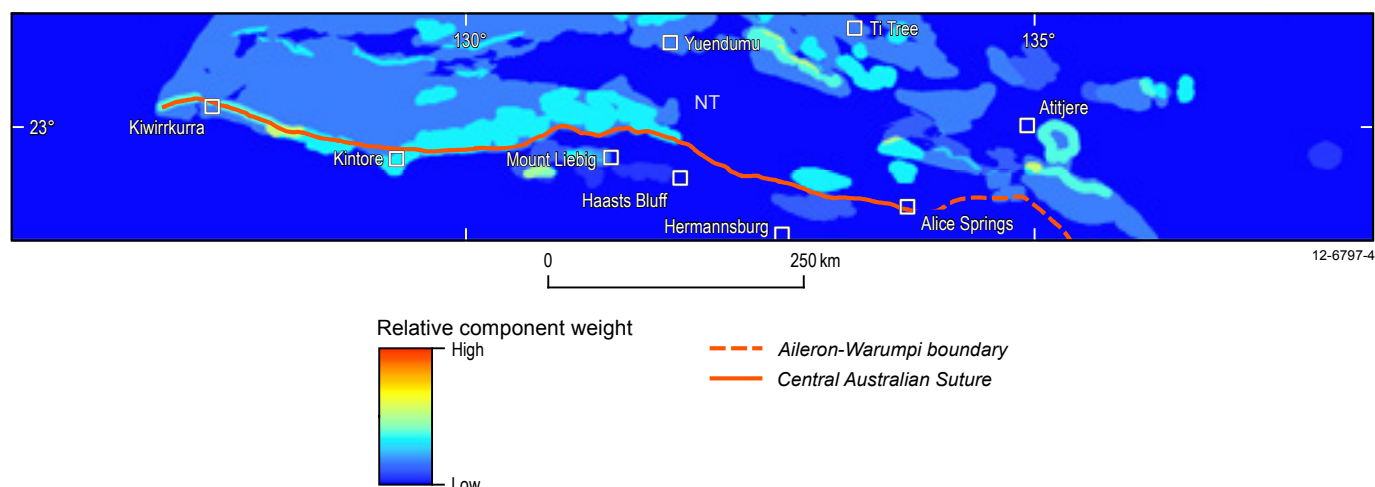 Ti Tree
130°
Yuendumu
135°
NT
Atitjere
23°
Kiwirrkurra
Kintore
Mount Liebig
Haasts Bluff
Hermannsburg
Alice Springs
12-6797-4
0
250 km
Relative component weight
High
Low
Aileron-Warumpi boundary
Central Australian Suture